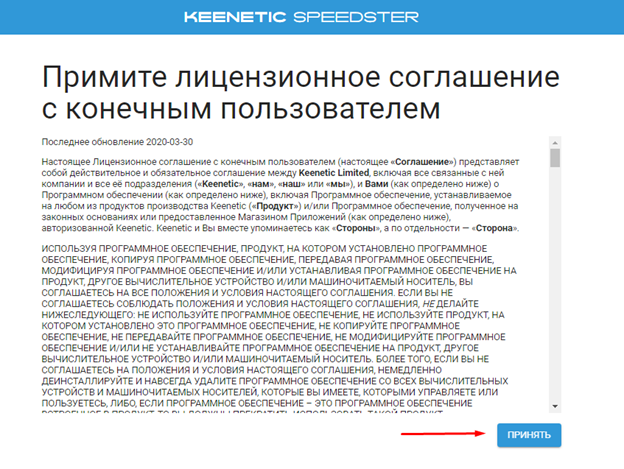 KEENETIC SPEEDSTER
Примите лицензионное соглашение
с конечным пользователем
Последнее обновление 2020-03-30
Настоящее Лицензионное соглашение с конечным пользователем (настоящее «Соглашение») представляет
собой действительное и обязательное соглашение между Keenetic Limited, включая все связанные с ней
компании и все её подразделения («Keenetic», «нам», «наш» или «мы»), и Вами (как определено ниже) о
Программном обеспечении (как определено ниже), включая Программное обеспечение, устанавливаемое
на любом из продуктов производства Keenetic («Продукт») и/или Программное обеспечение, полученное на
законных основаниях или предоставленное Магазином Приложений (как определено ниже),
авторизованной Keenetic. Keenetic и Вы вместе упоминаетесь как «Стороны», а по отдельности — «Сторона».
ИСПОЛЬЗУЯ ПРОГРАММНОЕ ОБЕСПЕЧЕНИЕ, ПРОДУКТ, НА КОТОРОМ УСТАНОВЛЕНО ПРОГРАММНОЕ
ОБЕСПЕЧЕНИЕ, КОПИРУЯ ПРОГРАММНОЕ ОБЕСПЕЧЕНИЕ, ПЕРЕДАВАЯ ПРОГРАММНОЕ ОБЕСПЕЧЕНИЕ,
МОДИФИЦИРУЯ ПРОГРАММНОЕ ОБЕСПЕЧЕНИЕ И/ИЛИ УСТАНАВЛИВАЯ ПРОГРАММНОЕ ОБЕСПЕЧЕНИЕ НА
ПРОДУКТ, ДРУГОЕ ВЫЧИСЛИТЕЛЬНОЕ УСТРОЙСТВО И/ИЛИ МАШИНОЧИТАЕМЫЙ НОСИТЕЛЬ, ВЫ
СОГЛАШАЕТЕСЬ НА ВСЕ ПОЛОЖЕНИЯ И УСЛОВИЯ НАСТОЯЩЕГО СОГЛАШЕНИЯ. ЕСЛИ ВЫ НЕ
СОГЛАШАЕТЕСЬ СОБЛЮДАТЬ ПОЛОЖЕНИЯ И УСЛОВИЯ НАСТОЯЩЕГО СОГЛАШЕНИЯ, НЕ ДЕЛАЙТЕ
НИЖЕСЛЕДУЮЩЕГО: НЕ ИСПОЛЬЗУЙТЕ ПРОГРАММНОЕ ОБЕСПЕЧЕНИЕ, НЕ ИСПОЛЬЗУЙТЕ ПРОДУКТ, НА
КОТОРОМ УСТАНОВЛЕНО ЭТО ПРОГРАММНОЕ ОБЕСПЕЧЕНИЕ, НЕ КОПИРУЙТЕ ПРОГРАММНОЕ
ОБЕСПЕЧЕНИЕ, НЕ ПЕРЕДАВАЙТЕ ПРОГРАММНОЕ ОБЕСПЕЧЕНИЕ, НЕ МОДИФИЦИРУЙТЕ ПРОГРАММНОЕ
ОБЕСПЕЧЕНИЕ И/ИЛИ НЕ УСТАНАВЛИВАЙТЕ ПРОГРАММНОЕ ОБЕСПЕЧЕНИЕ НА ПРОДУКТ, ДРУГОЕ
ВЫЧИСЛИТЕЛЬНОЕ УСТРОЙСТВО И/ИЛИ МАШИНОЧИТАЕМЫЙ НОСИТЕЛЬ. БОЛЕЕ ТОГО, ЕСЛИ ВЫ НЕ
СОГЛАШАЕТЕСЬ НА ПОЛОЖЕНИЯ И УСЛОВИЯ НАСТОЯЩЕГО СОГЛАШЕНИЯ, НЕМЕДЛЕННО
ДЕИНСТАЛЛИРУЙТЕ И НАВСЕГДА УДАЛИТЕ ПРОГРАММНОЕ ОБЕСПЕЧЕНИЕ СО ВСЕХ ВЫЧИСЛИТЕЛЬНЫХ
УСТРОЙСТВ И МАШИНОЧИТАЕМЫХ НОСИТЕЛЕЙ, КОТОРЫЕ ВЫ ИМЕЕТЕ, КОТОРЫМИ УПРАВЛЯЕТЕ ИЛИ
ПОЛЬЗУЕТЕСЬ, ЛИБО, ЕСЛИ ПРОГРАММНОЕ ОБЕСПЕЧЕНИЕ – ЭТО ПРОГРАММНОЕ ОБЕСПЕЧЕНИЕ
ПРИНЯТЬ